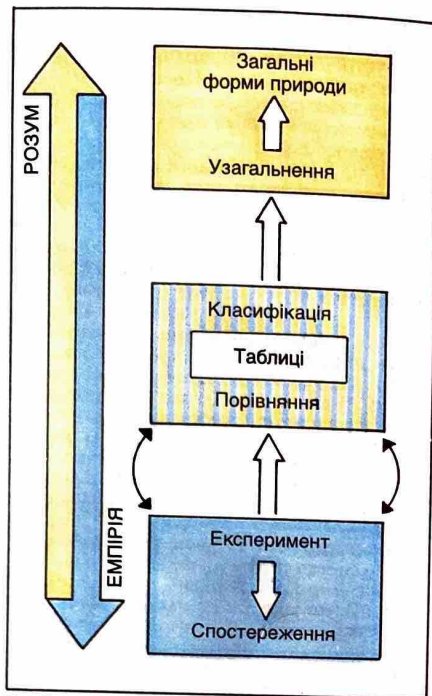 РОЗУМ
ЕМПІРІЯ
Загальні
форми природи
Узагальнення
Класифікація
Таблиці
Порівняння
Експеримент
Спостереження